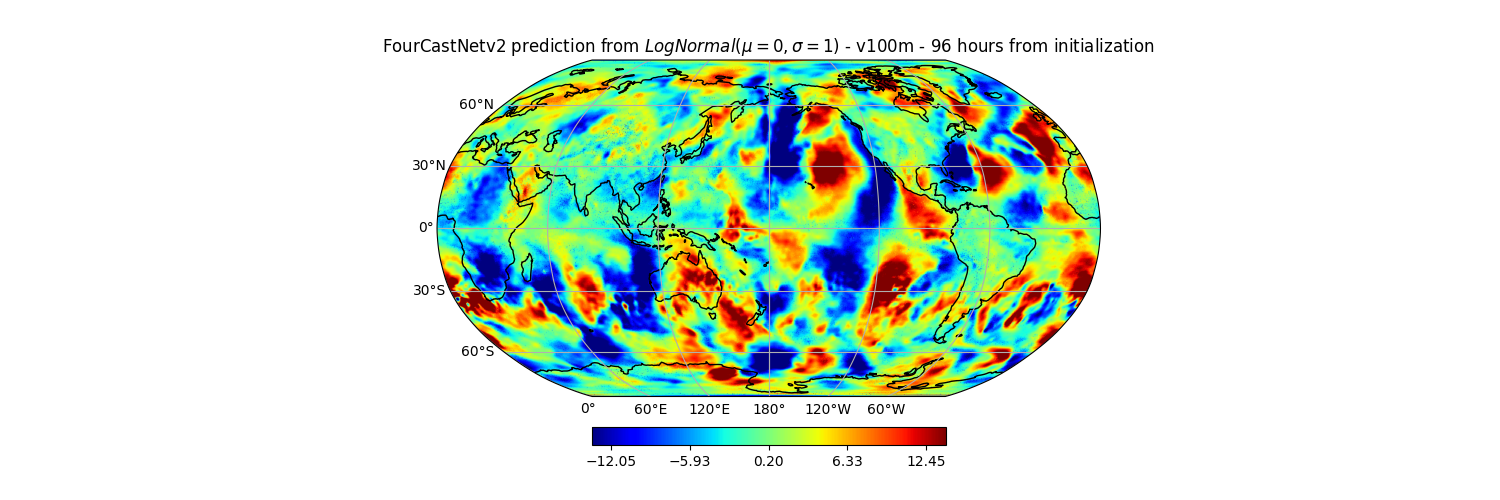 FourCastNetv2 prediction from LogNormal(μ = 0, σ = 1) - v100m - 96 hours from initialization
60°N
30°N
0°
30°S
60°S
0° 60°E 120°E 180° 120°W 60°W
−12.05 −5.93 0.20 6.33 12.45